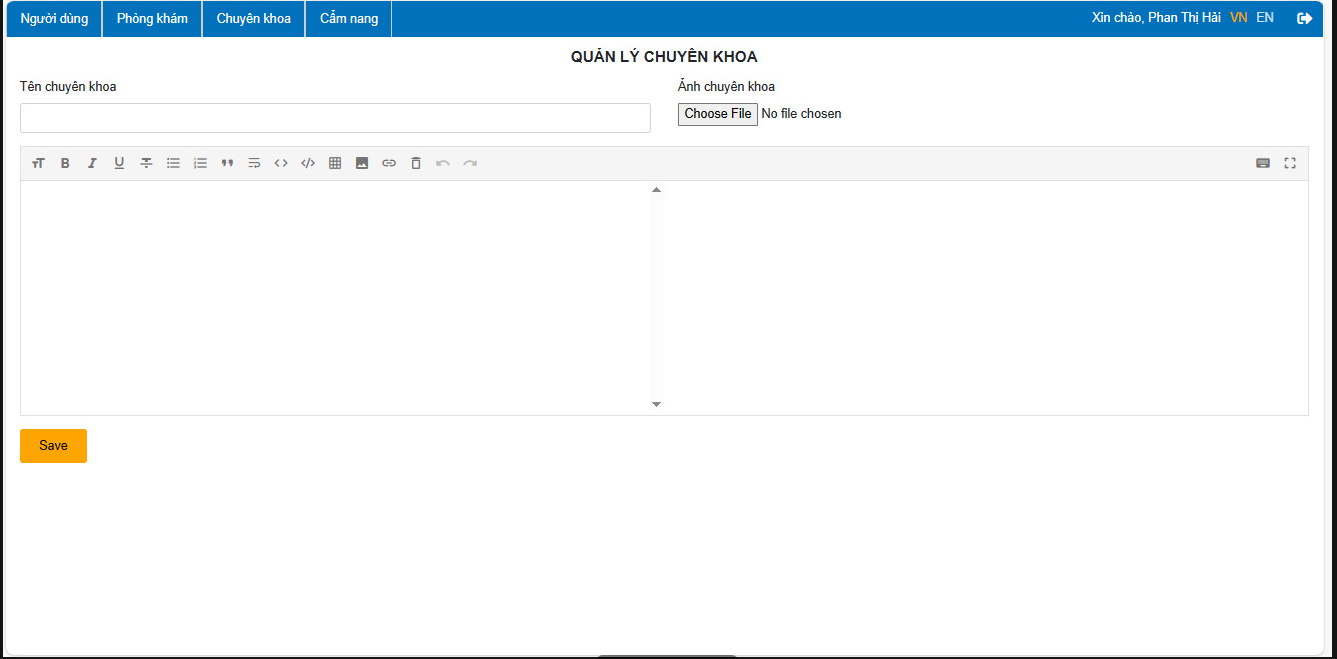 Người dùng Phòng khám Chuyên khoa Cẩm nang Xin chào, Phan Thị Hải VN EN
QUẢN LÝ CHUYÊN KHOA
Tên chuyên khoa Ảnh chuyên khoa
Choose File No file chosen
Save